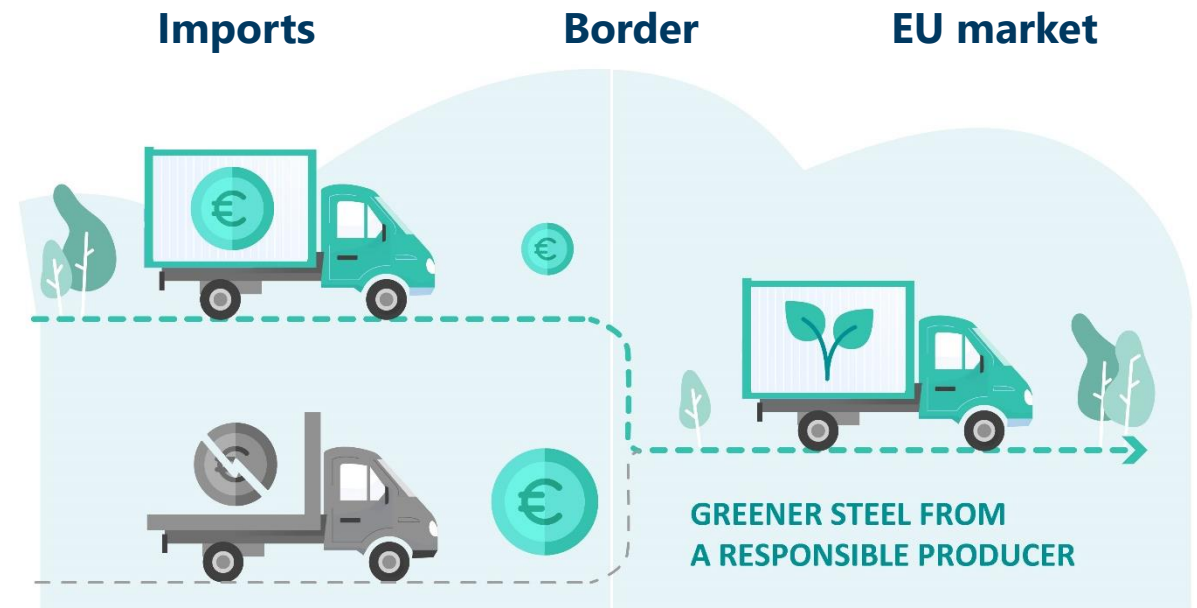 Imports
Border
EU market
€
€
€
€
GREENER STEEL FROM
A RESPONSIBLE PRODUCER